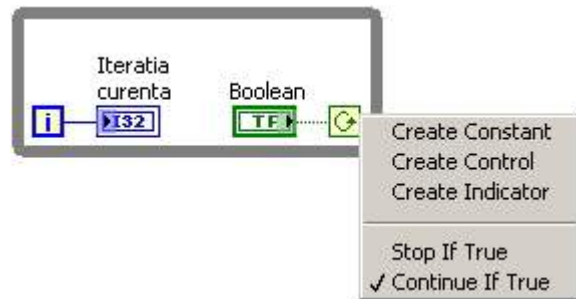 Iteratia
curenta
Boolean
i
I32
TF
Create Constant
Create Control
Create Indicator
Stop If True
✓ Continue If True